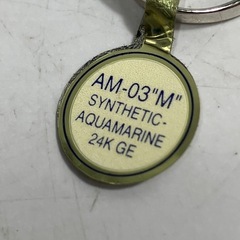 AM-03"M"
SYNTHETIC-
AQUAMARINE
24K GE